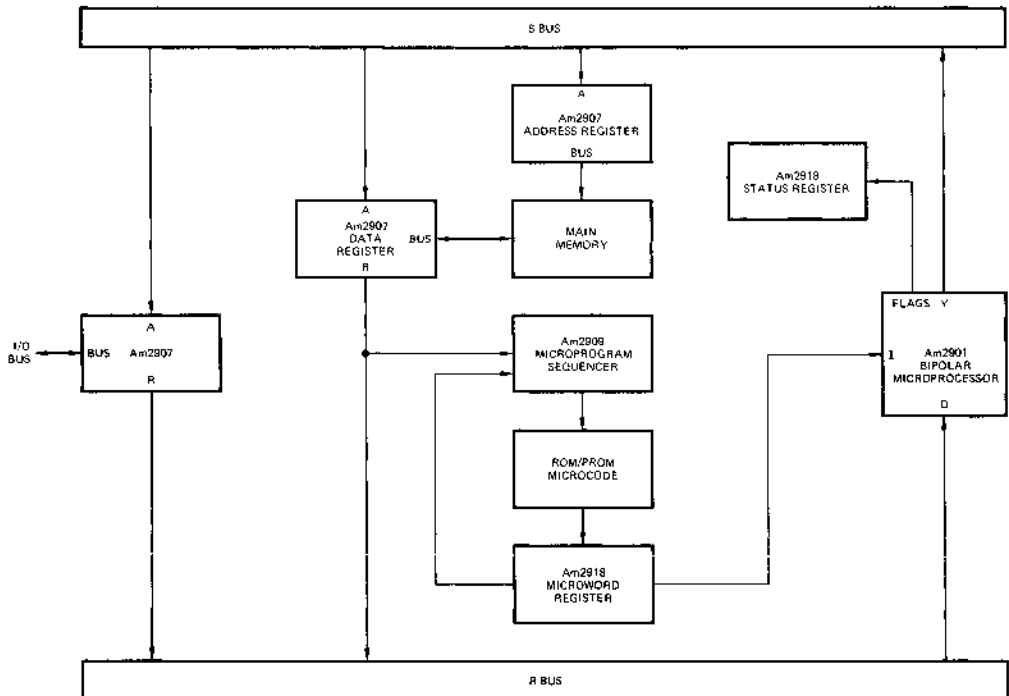 S BUS
A
Am2907
ADDRESS REGISTER
BUS
Am2918
STATUS REGISTER
A
Am2907
DATA
REGISTER
BUS
R
MAIN
MEMORY
I/O
BUS
A
BUS
Am2907
R
Am2909
MICROPROGRAM
SEQUENCER
FLAGS Y
I
Am2901
BIPOLAR
MICROPROCESSOR
D
ROM/PROM
MICROCODE
Am2918
MICROWORD
REGISTER
R BUS